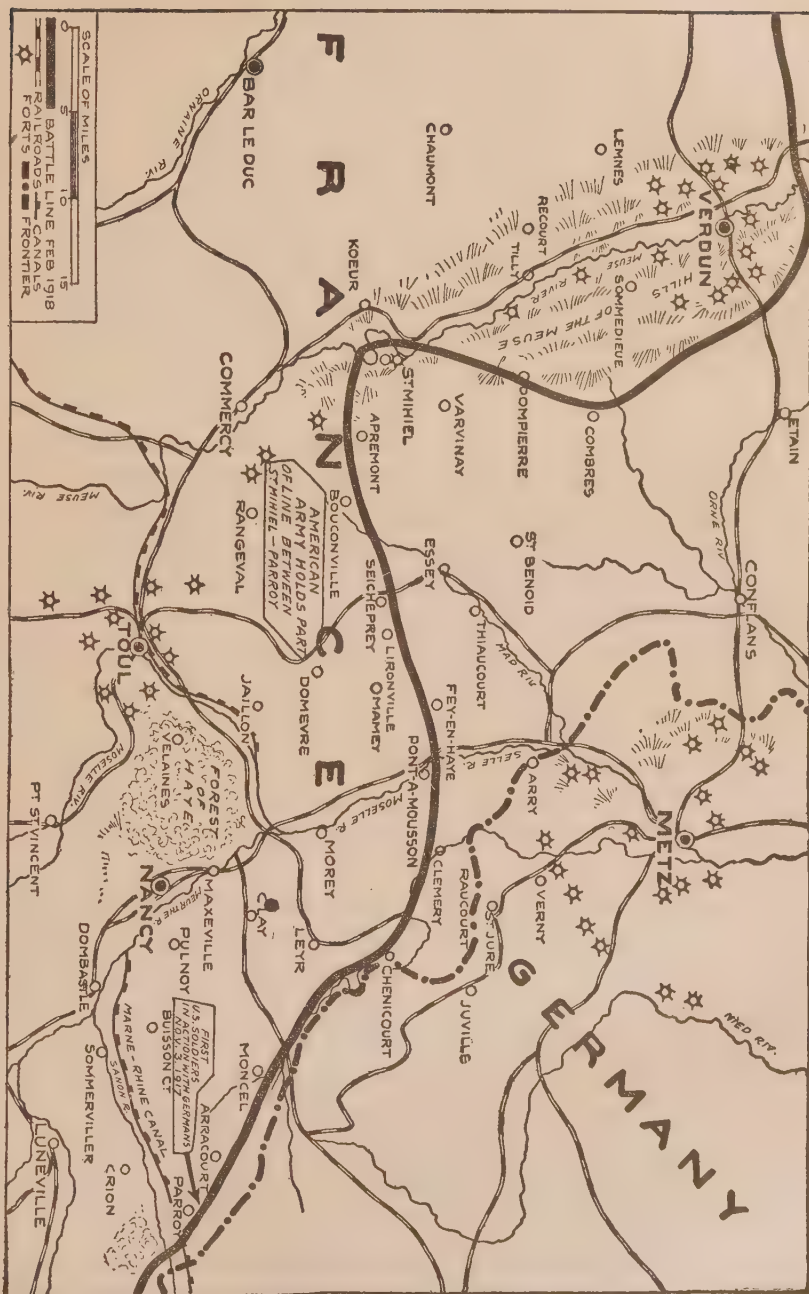 FRANCE
GERMANY
VERDUN
ETAIN
ORNE RIV
CONFLANS
METZ
MED RIV.
LEMNES
RECOURT
TILLY
MEUSE
RIVER
SOMMEDIEVE
HILLS
OF THE MEUSE
DOMPIERRE
COMBRES
ST BENOID
CHAUMONT
KOEUR
ST MIHIEL
VARVINAY
APREMONT
BOUCONVILLE
ESSEY
THIAUCOURT
MAD RIV.
SEICHEPREY
LIRONVILLE
MAMEY
FEY-EN-HAYE
PONT-A-MOUSSON
SELLE R.
ARRY
MOSELLE R.
CLEMERY
RAUCOURT
ST JURE
VERNY
JUVILLE
CHENICOURT
BAR LE DUC
ORNAINE RIV
COMMERCY
MEUSE RIV.
RANGEVAL
AMERICAN
ARMY HOLDS PART
OF LINE BETWEEN
ST MIHIEL-PARROY
DOMEVRE
JAILLON
TOUL
FOREST
OF
HAYE
VELAINES
MOSELLE RIV.
PT ST VINCENT
MOREY
MAXEVILLE
CLAY
LEYR
NANCY
MEURTHE R.
PULNOY
DOMBASLE
BUISSON CT
MONCEL
FIRST
U.S. SOLDIERS
IN ACTION WITH GERMANS
NOV. 3, 1917
ARRACOURT
PARROY
MARNE-RHINE CANAL
SANON R.
SOMMERVILLER
CRION
LUNEVILLE
SCALE OF MILES
0 5 10 15
BATTLE LINE FEB 1918
RAILROADS CANALS
FORTS FRONTIER